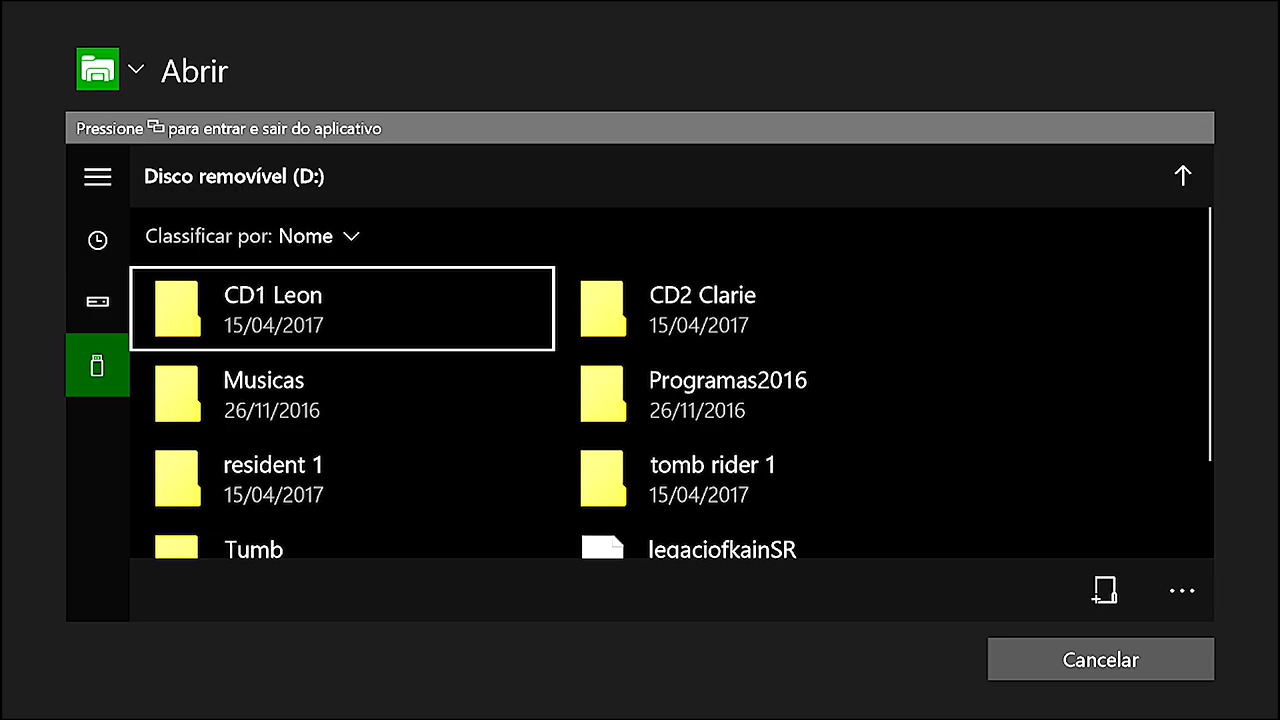 Abrir
Pressione para entrar e sair do aplicativo
Disco removível (D:)
Classificar por: Nome
CD1 Leon
15/04/2017
CD2 Clarie
15/04/2017
Musicas
26/11/2016
Programas2016
26/11/2016
resident 1
15/04/2017
tomb rider 1
15/04/2017
Tumb
legaciofkainSR
Cancelar